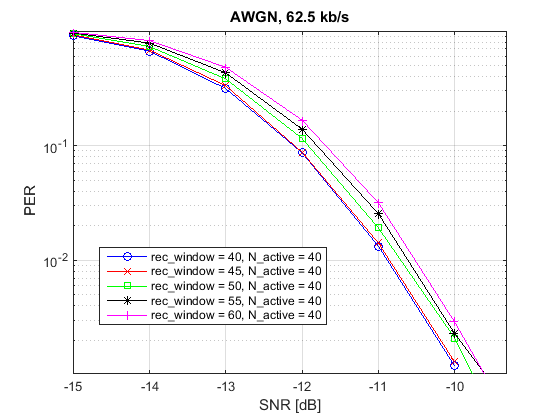 AWGN, 62.5 kb/s
PER
10^-1
10^-2
rec_window = 40, N_active = 40
rec_window = 45, N_active = 40
rec_window = 50, N_active = 40
rec_window = 55, N_active = 40
rec_window = 60, N_active = 40
-15 -14 -13 -12 -11 -10
SNR [dB]